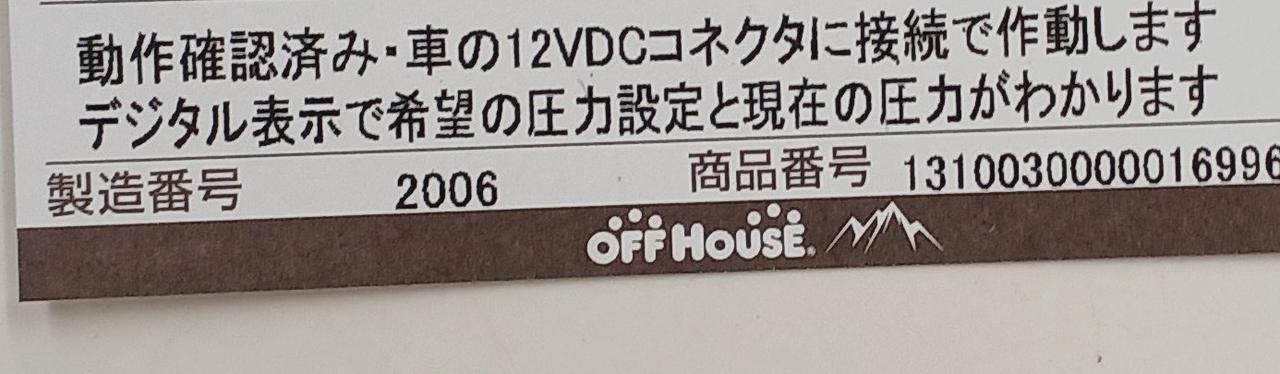 動作確認済み・車の12VDCコネクタに接続で作動します
デジタル表示で希望の圧力設定と現在の圧力がわかります
製造番号 2006 商品番号 1310030000016996
OFF HOUSE